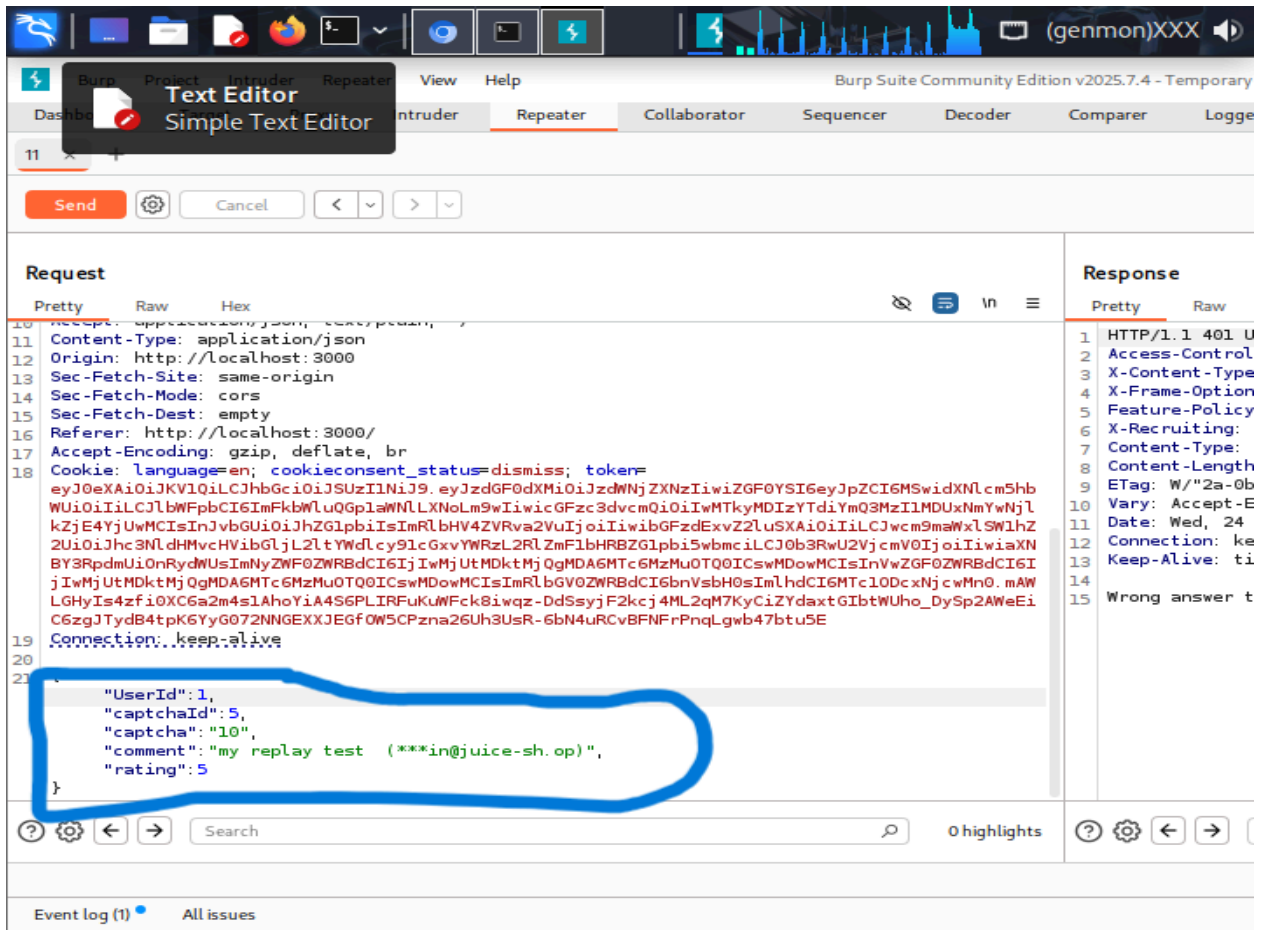 (genmon)XXX
Burp Project Intruder Repeater View Help Burp Suite Community Edition v2025.7.4 - Temporary
Text Editor
Simple Text Editor
Intruder Repeater Collaborator Sequencer Decoder Comparer Logge
11 × +
Send Cancel
Request
Pretty Raw Hex \n
10 Accept: application/json, text/plain, */*
11 Content-Type: application/json
12 Origin: http://localhost:3000
13 Sec-Fetch-Site: same-origin
14 Sec-Fetch-Mode: cors
15 Sec-Fetch-Dest: empty
16 Referer: http://localhost:3000/
17 Accept-Encoding: gzip, deflate, br
18 Cookie: language=en; cookieconsent_status=dismiss; token=
eyJ0eXAiOiJKV1QiLCJhbGciOiJSUzI1NiJ9.eyJzdGF0dXMiOiJzdWNjZXNzIiwiZGF0YSI6eyJpZCI6MSwidXNlcm5hb
WUiOiIiLCJlbWFpbCI6ImFkbWluQGp1aWNlLXNoLm9wIiwicGFzc3dvcmQiOiIwMTkyMDIzYTdiYmQ3MzI1MDUxNmYwNjl
kZjE4YjUwMCIsInJvbGUiOiJhZG1pbiIsImRlbHV4ZVRva2VuIjoiIiwibGFzdExvZ2luSXAiOiIiLCJwcm9maWxlSW1hZ
2UiOiJhc3NldHMvcHVibGljL2ltYWdlcy91cGxvYWRzL2RlZmF1bHRBZG1pbi5wbmciLCJ0b3RwU2VjcmV0IjoiIiwiaXN
BY3RpdmUiOnRydWUsImNyZWF0ZWRBdCI6IjIwMjUtMDktMjQgMDA6MTc6MzMuOTQ0ICswMDowMCIsInVwZGF0ZWRBdCI6I
jIwMjUtMDktMjQgMDA6MTc6MzMuOTQ0ICswMDowMCIsImRlbGV0ZWRBdCI6bnVsbH0sImlhdCI6MTc1ODcxNjcwMn0.mAW
LGHyIs4zfi0XC6a2m4s1AhoYiA4S6PLIRFuKuWFck8iwqz-DdSsyjF2kcj4ML2qM7KyCiZYdaxtGIbtWUho_DySp2AWeEi
C6zgJTydB4tpK6YyG072NNGEXXJEGfOW5CPzna26Uh3UsR-6bN4uRCvBFNFrPnqLgwb47btu5E
19 Connection: keep-alive
20
21 {
"UserId":1,
"captchaId":5,
"captcha":"10",
"comment":"my replay test (***in@juice-sh.op)",
"rating":5
}
Search 0 highlights
Response
Pretty Raw
1 HTTP/1.1 401 U
2 Access-Control
3 X-Content-Type
4 X-Frame-Option
5 Feature-Policy
6 X-Recruiting:
7 Content-Type:
8 Content-Length
9 ETag: W/"2a-0b
10 Vary: Accept-E
11 Date: Wed, 24
12 Connection: ke
13 Keep-Alive: ti
14
15 Wrong answer t
Event log (1) All issues